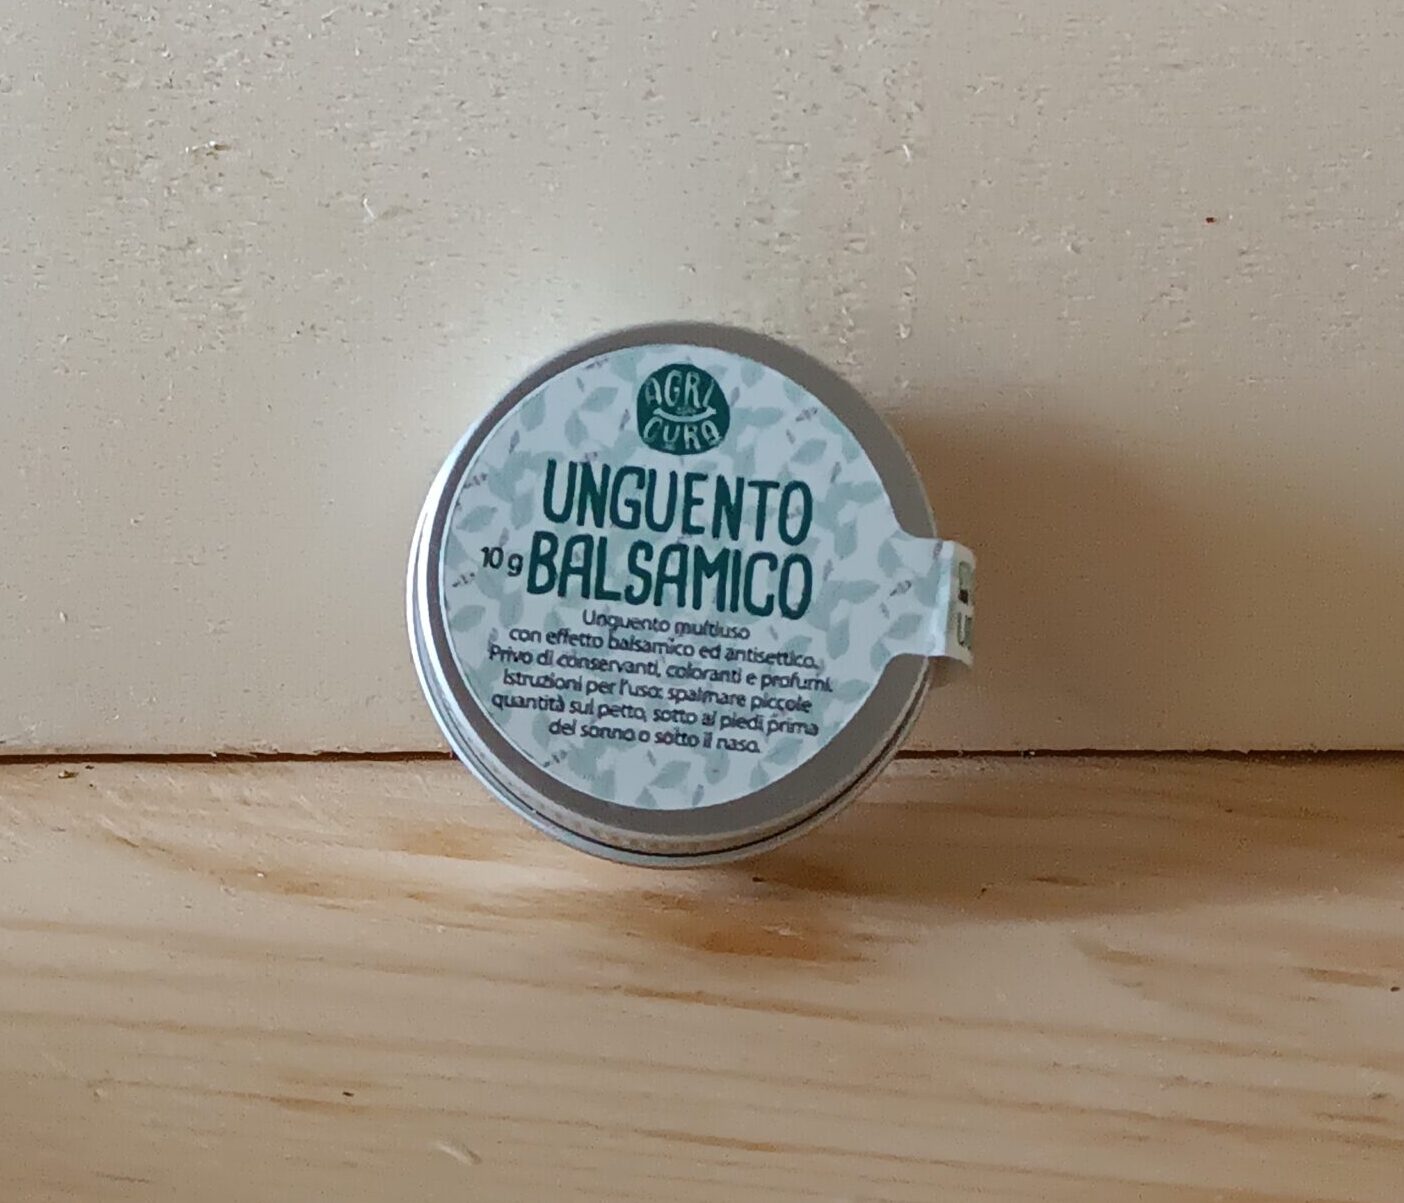 AGRI
CURA
UNGUENTO
10 g BALSAMICO
Unguento multiuso
con effetto balsamico ed antisettico.
Privo di conservanti, coloranti e profumi.
Istruzioni per l'uso: spalmare piccole
quantità sul petto, sotto ai piedi prima
del sonno o sotto il naso.